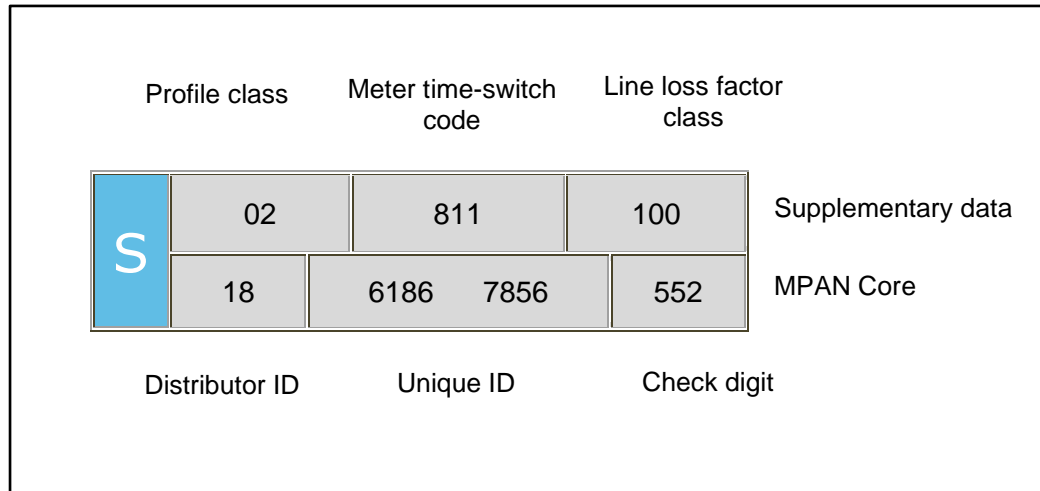 Profile class
Meter time-switch
code
Line loss factor
class
S
02 811 100
Supplementary data
18 6186 7856 552
MPAN Core
Distributor ID Unique ID Check digit